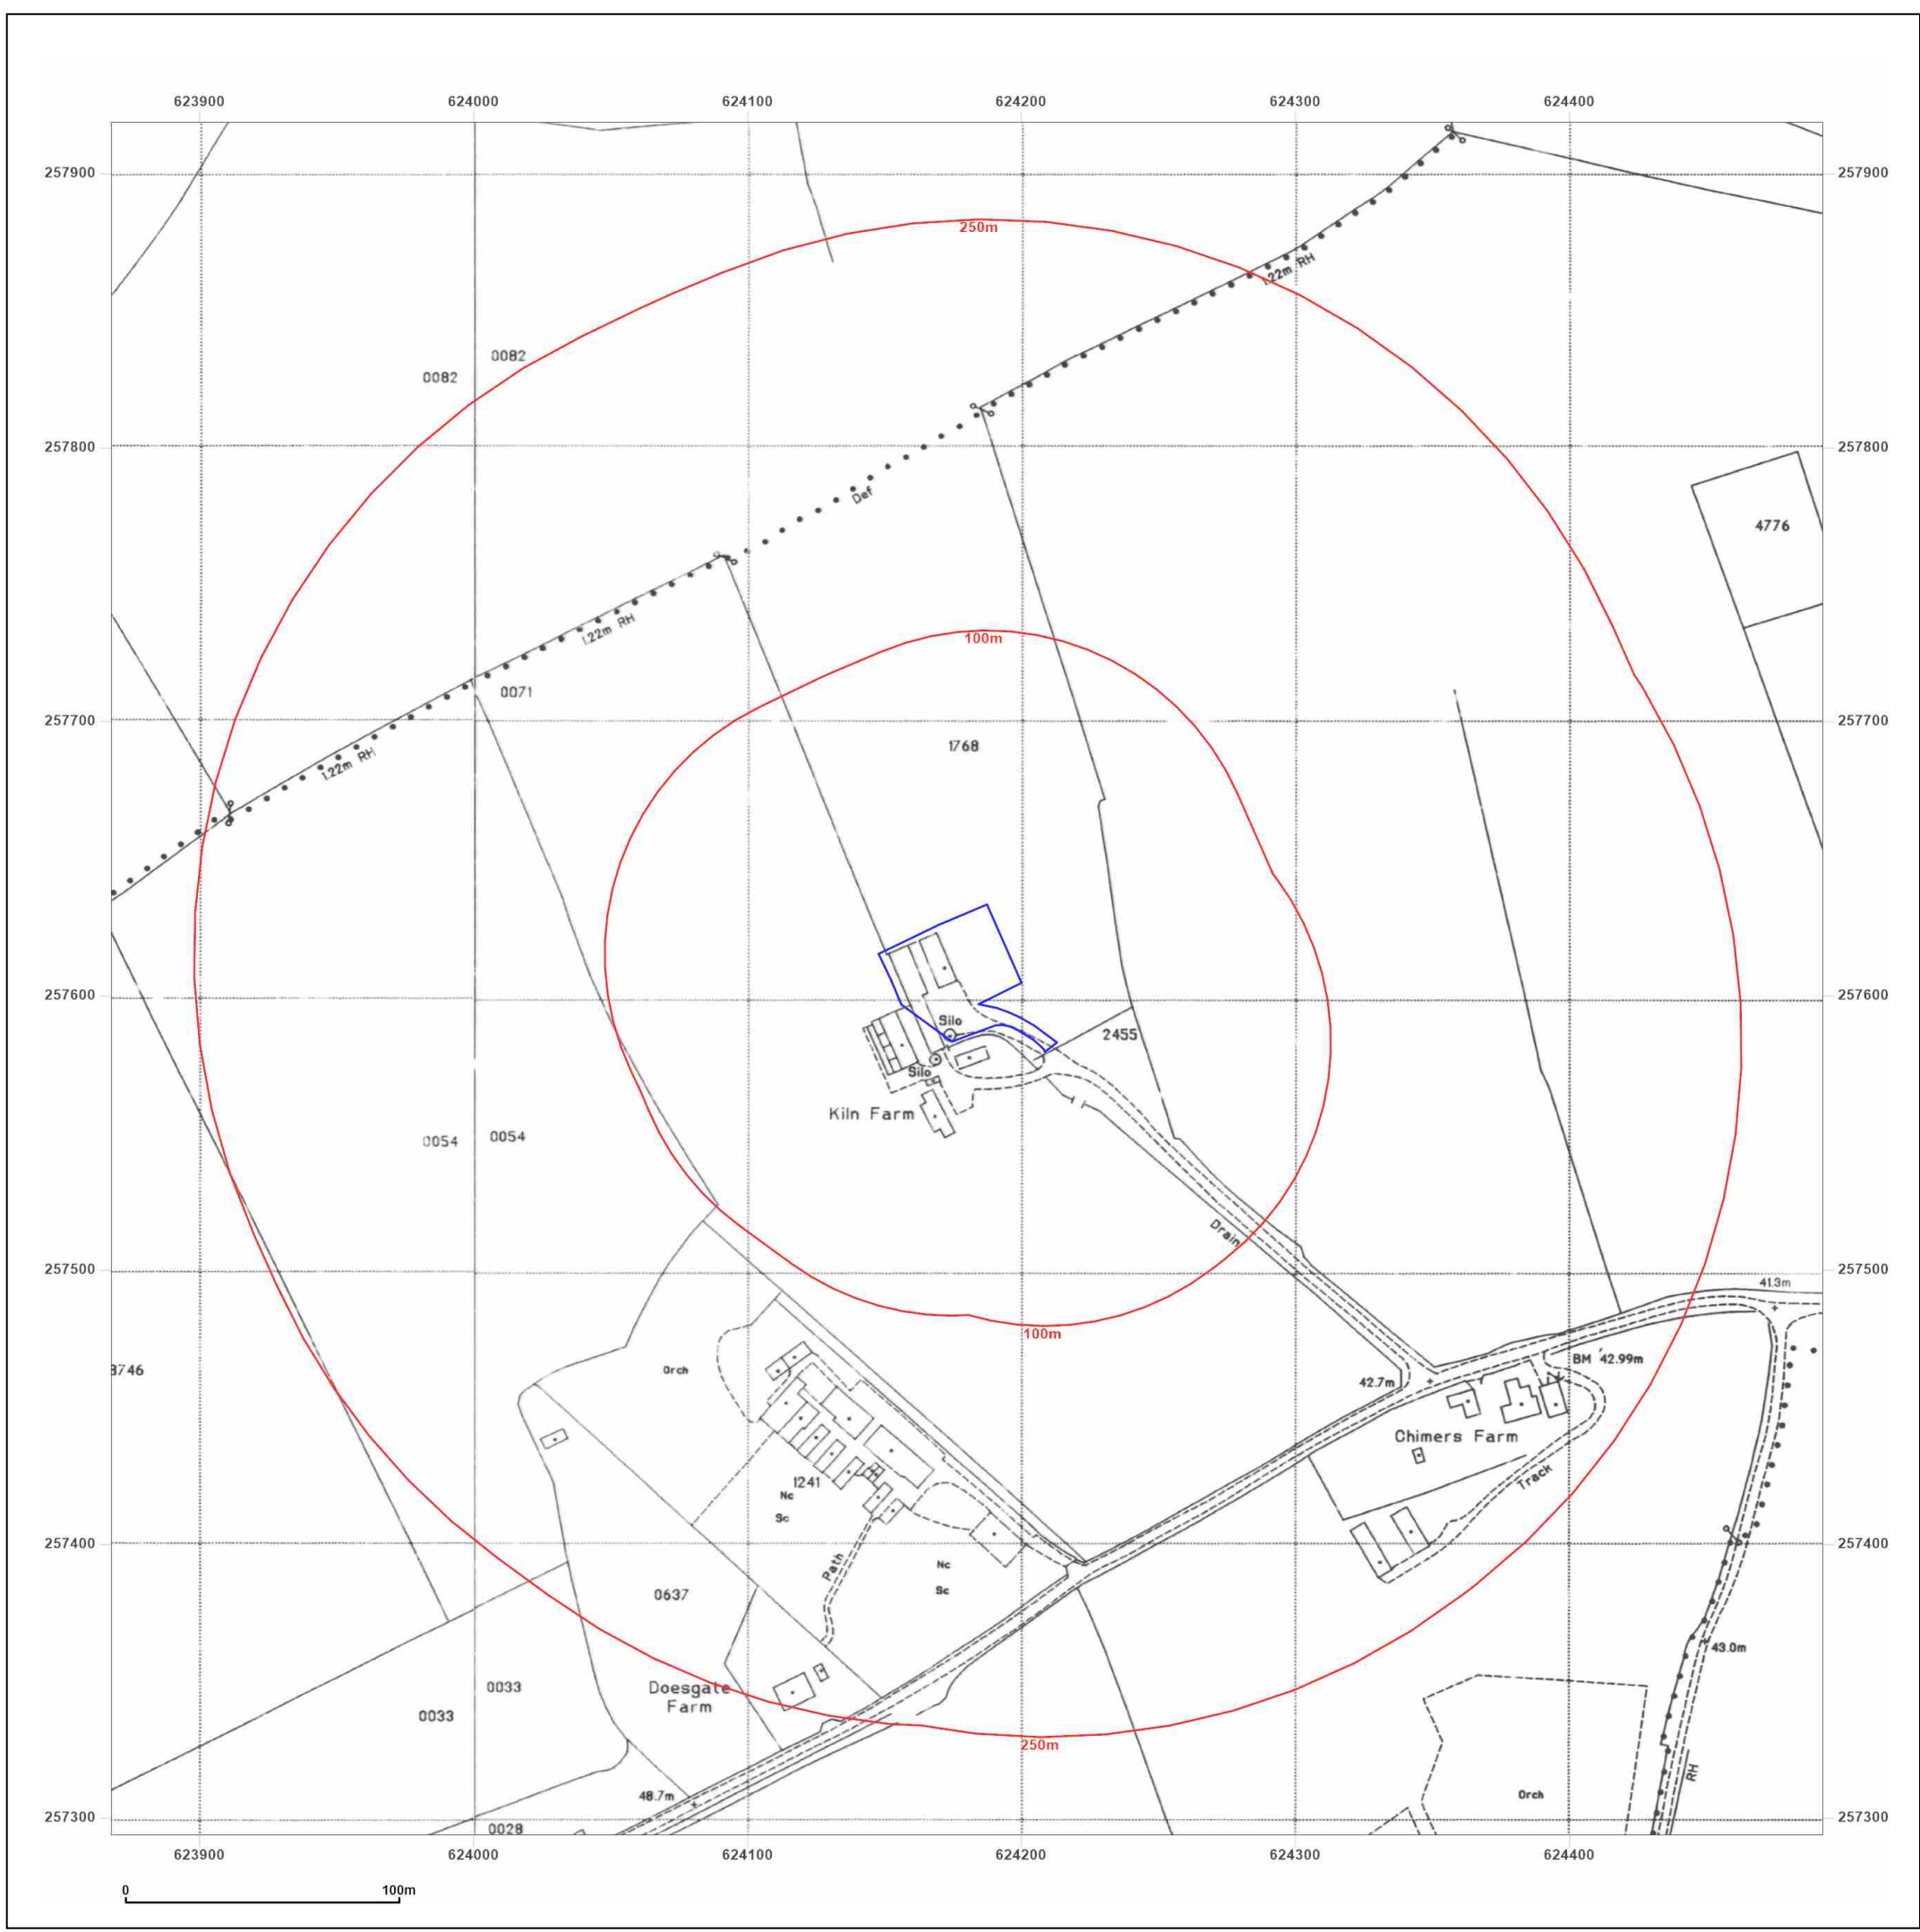 623900 624000 624100 624200 624300 624400
257900 257900
250m
1.22m RH
0082
0082
257800 257800
Def
4776
1.22m RH
100m
0071
257700 257700
1768
1.22m RH
257600 257600
Silo
2455
Silo
Kiln Farm
0054
0054
Drain
257500 257500
41.3m
100m
BM 42.99m
Orch
3746
42.7m
Chimers Farm
Track
1241
Nc
Sc
257400 257400
Path
Nc
Sc
0637
43.0m
0033
Doesgate
Farm
0033
250m
RH
48.7m
Orch
257300 257300
0028
623900 624000 624100 624200 624300 624400
0 100m